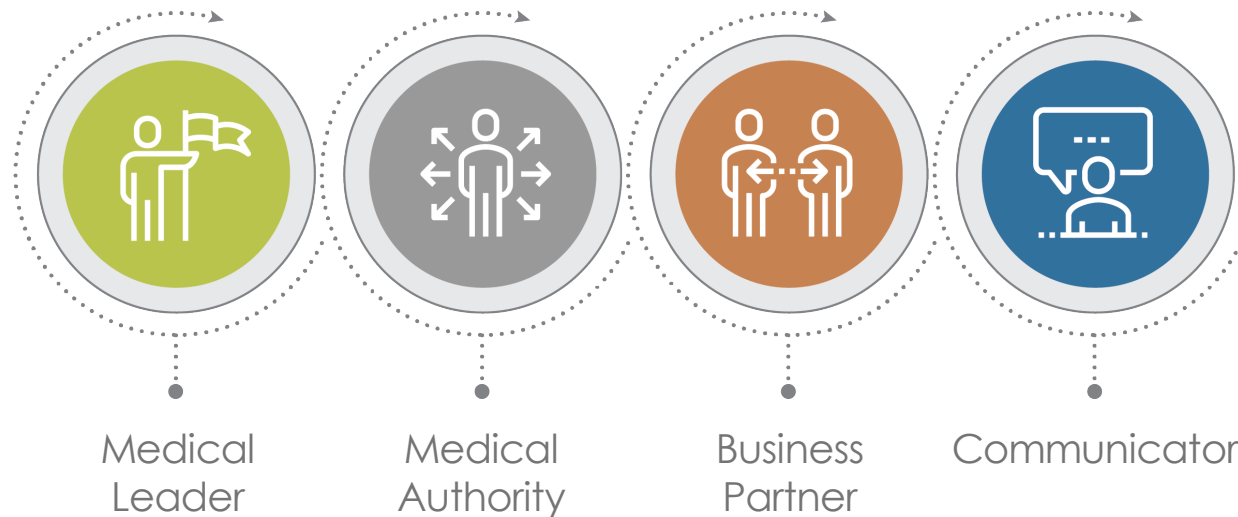 Medical
Leader
Medical
Authority
Business
Partner
Communicator